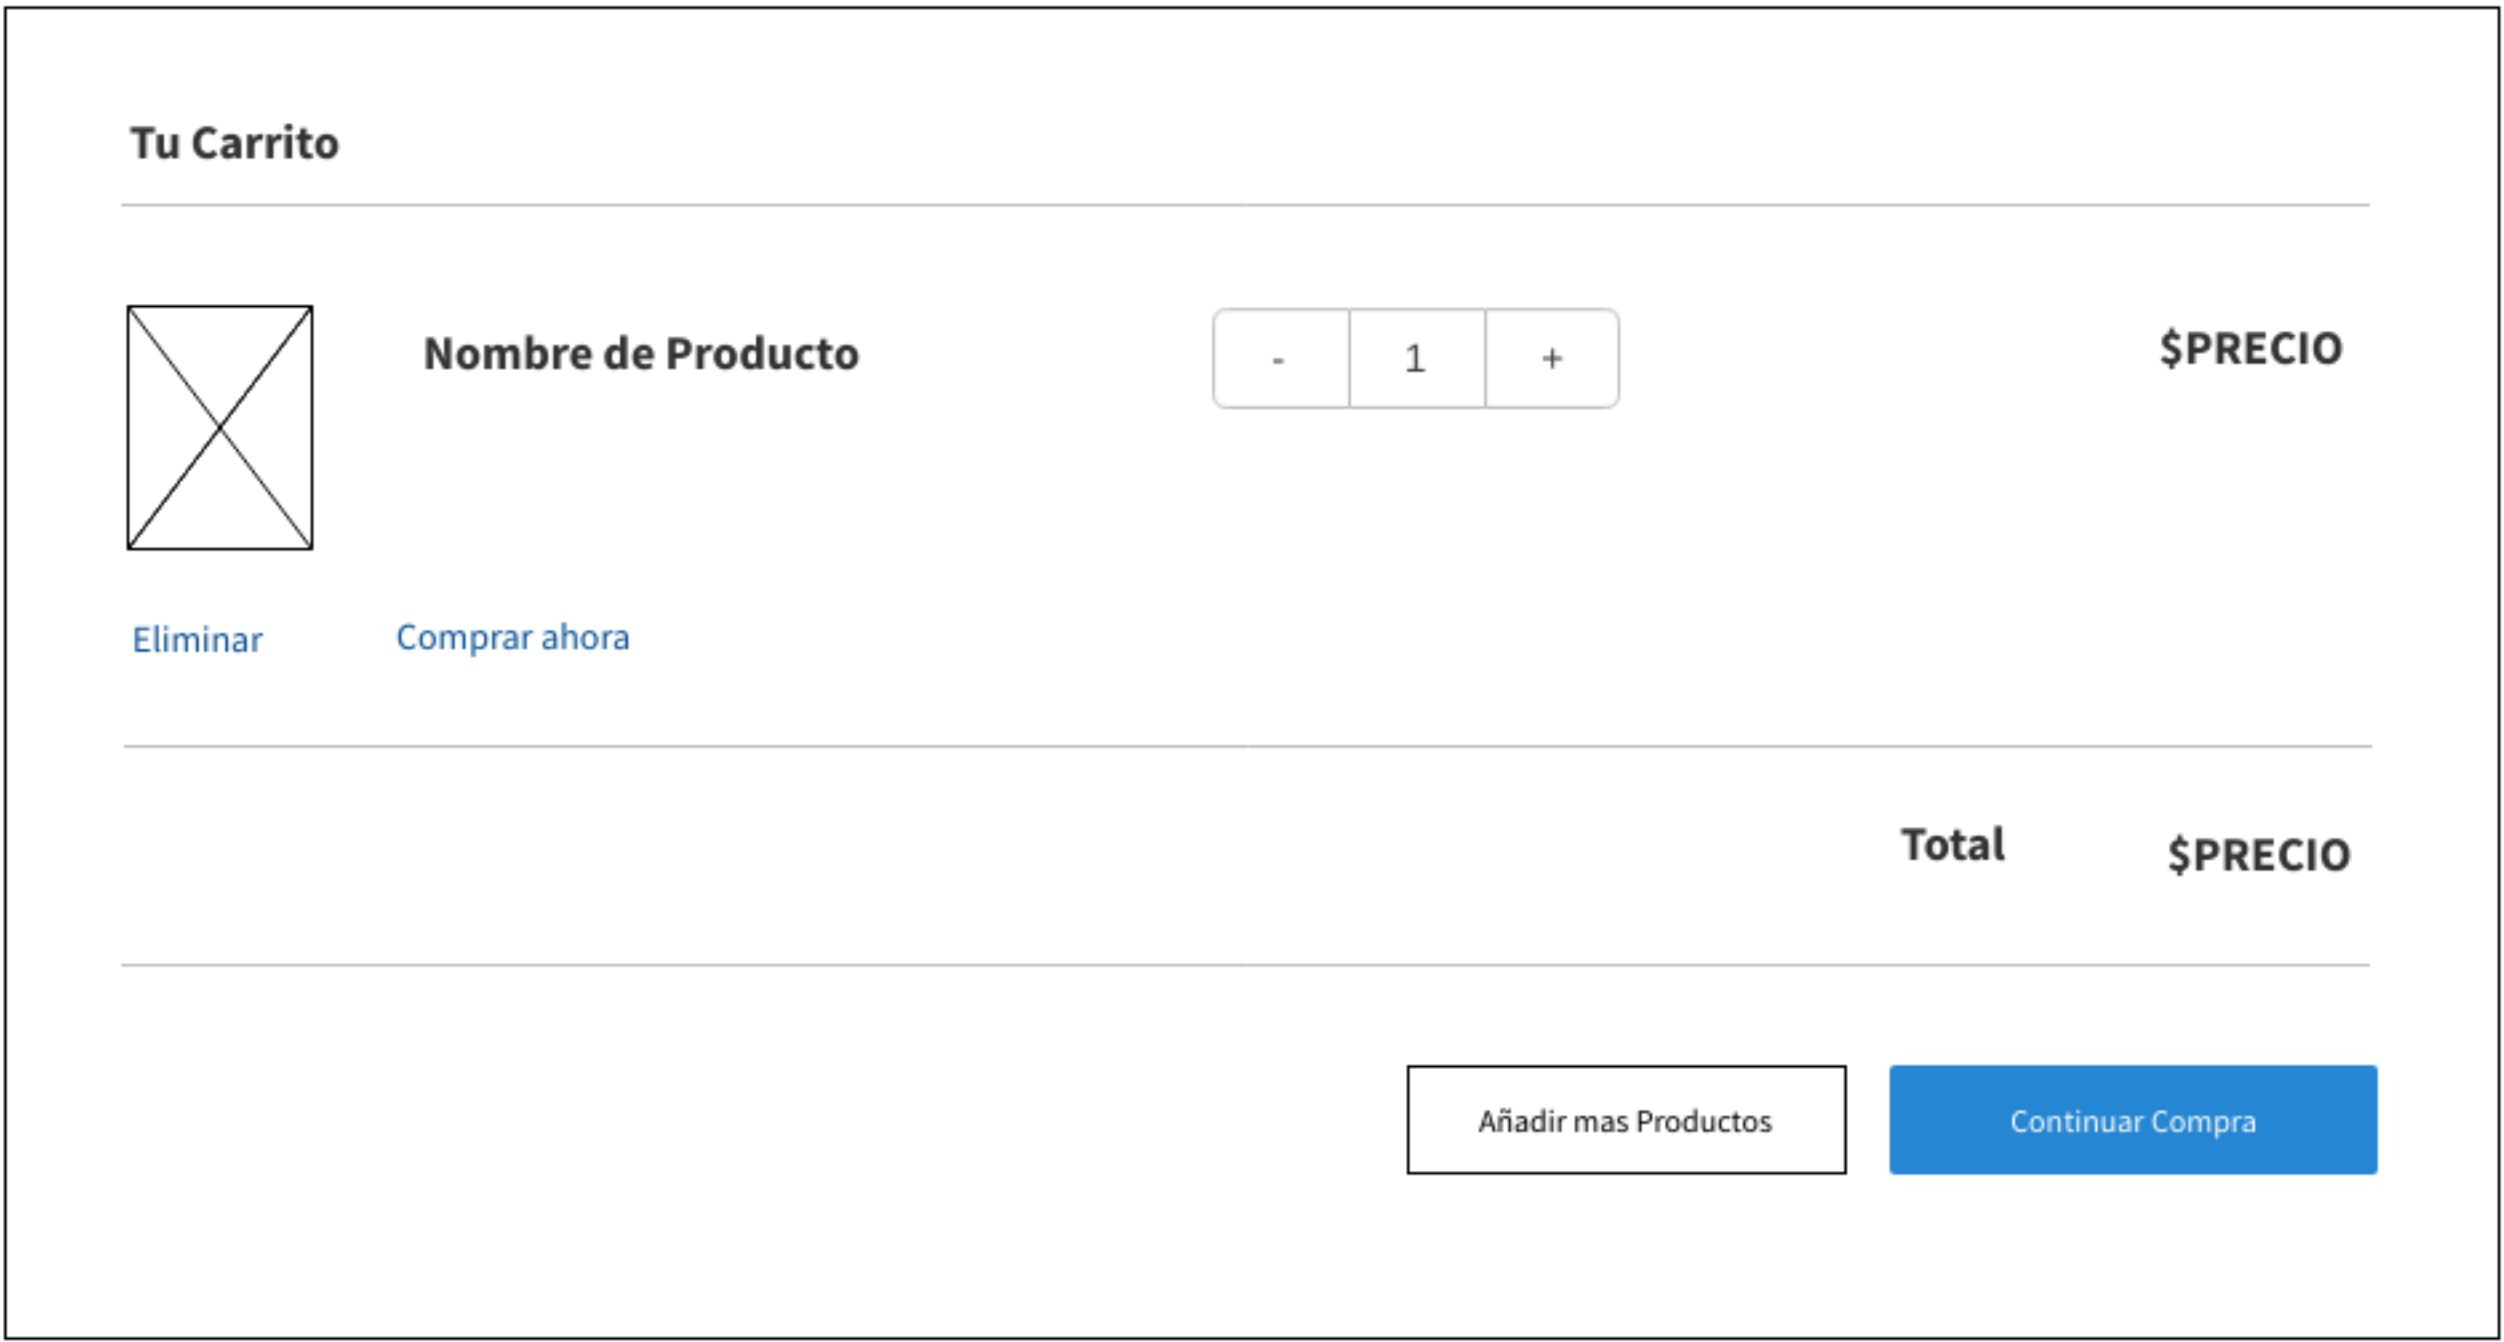 Tu Carrito
Nombre de Producto
- 1 +
$PRECIO
Eliminar
Comprar ahora
Total
$PRECIO
Añadir mas Productos
Continuar Compra